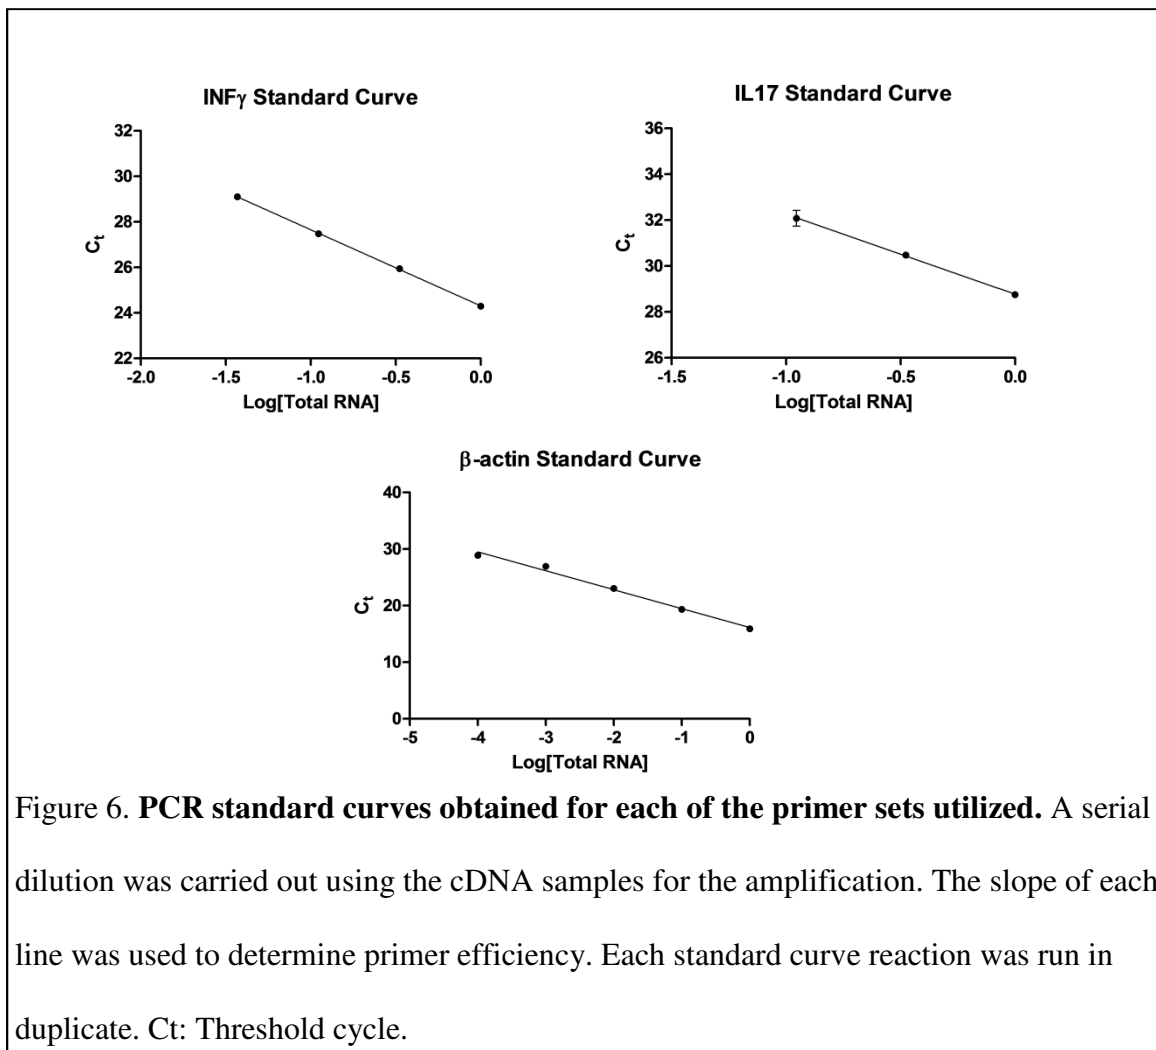 INFγ Standard Curve
32
30
28
26
24
22
Ct
-2.0 -1.5 -1.0 -0.5 0.0
Log[Total RNA]
IL17 Standard Curve
36
34
32
30
28
26
Ct
-1.5 -1.0 -0.5 0.0
Log[Total RNA]
β-actin Standard Curve
40
30
20
10
0
Ct
-5 -4 -3 -2 -1 0
Log[Total RNA]
Figure 6. PCR standard curves obtained for each of the primer sets utilized. A serial
dilution was carried out using the cDNA samples for the amplification. The slope of each
line was used to determine primer efficiency. Each standard curve reaction was run in
duplicate. Ct: Threshold cycle.